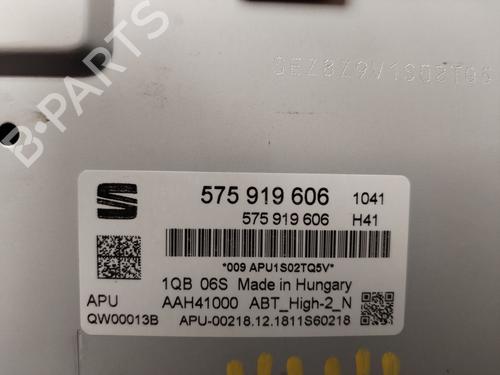 575 919 606 1041
575 919 606 H41
*009 APU1S02TQ5V*
1QB 06S Made in Hungary
APU AAH41000 ABT_High-2_N
QW00013B APU-00218.12.1811S60218